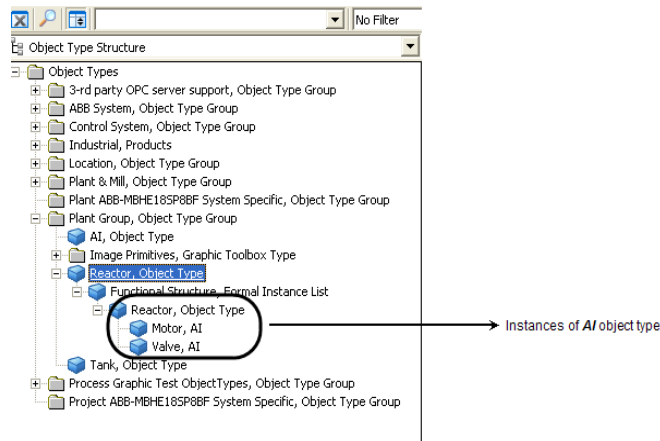 No Filter
Object Type Structure
Object Types
3-rd party OPC server support, Object Type Group
ABB System, Object Type Group
Control System, Object Type Group
Industrial, Products
Location, Object Type Group
Plant & Mill, Object Type Group
Plant ABB-MBHE18SP8BF System Specific, Object Type Group
Plant Group, Object Type Group
AI, Object Type
Image Primitives, Graphic Toolbox Type
Reactor, Object Type
Functional Structure, Formal Instance List
Reactor, Object Type
Motor, AI
Instances of AI object type
Valve, AI
Tank, Object Type
Process Graphic Test ObjectTypes, Object Type Group
Project ABB-MBHE18SP8BF System Specific, Object Type Group